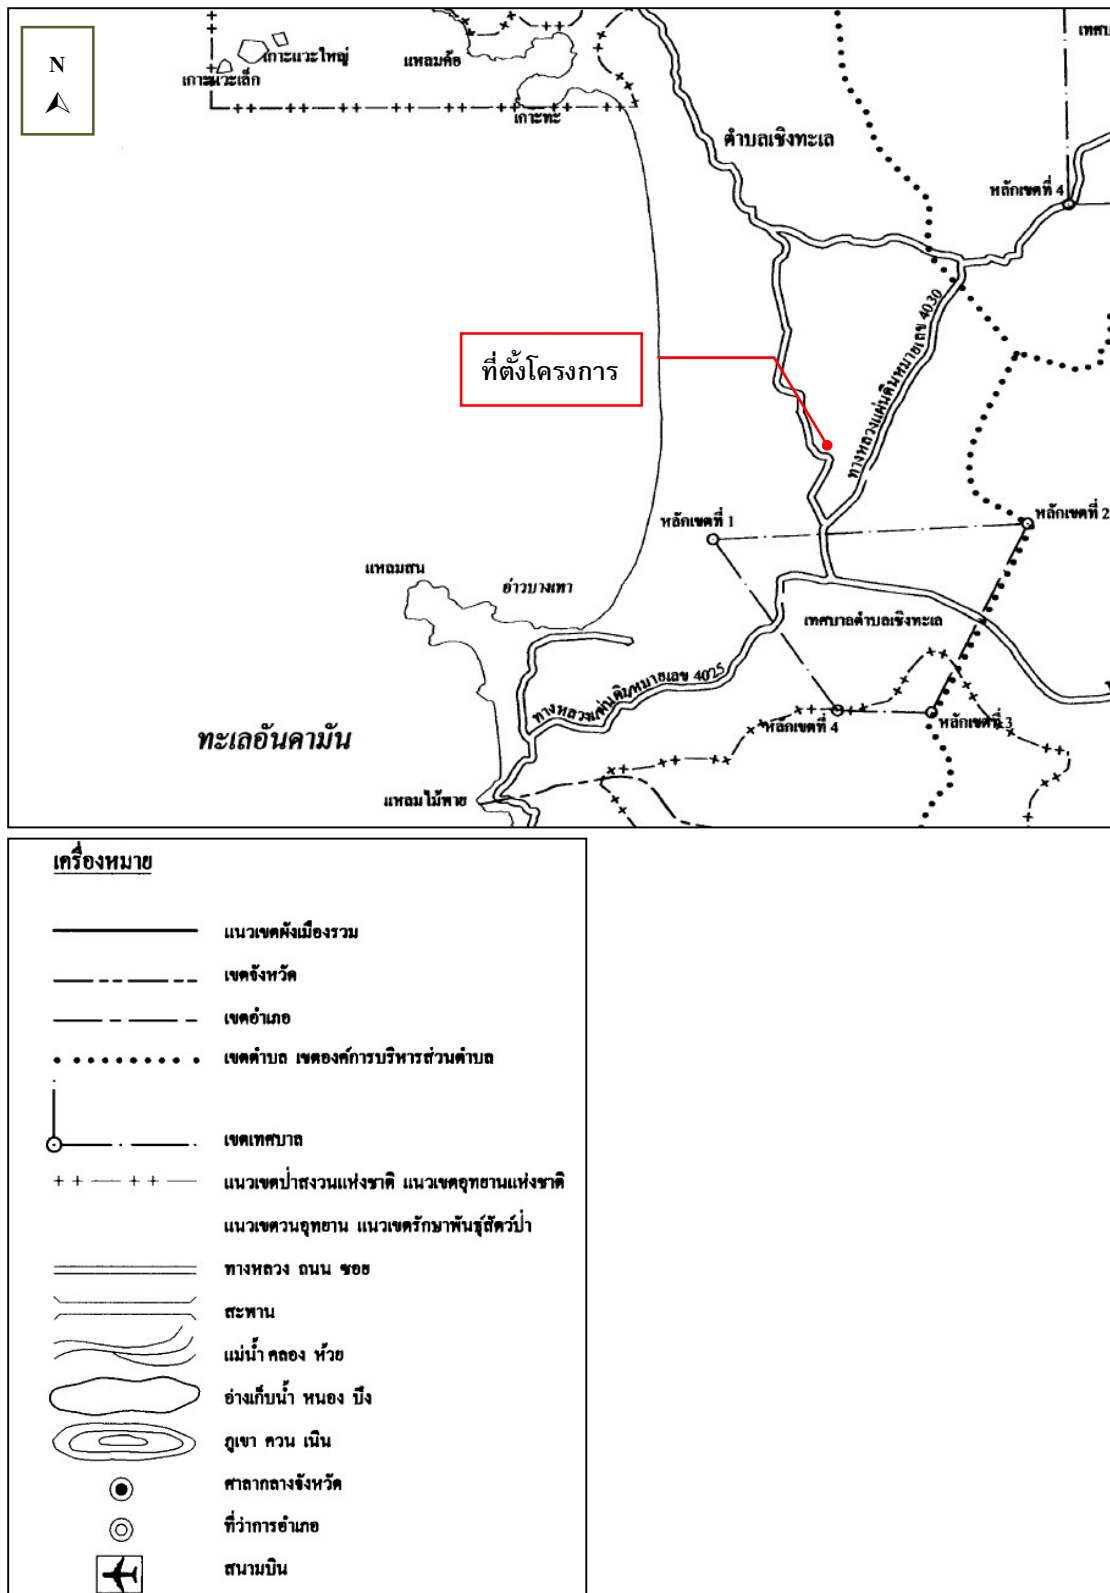 N
เทศบ
เกาะแวะใหญ่
แหลมค้อ
เกาะแวะเล็ก
เกาะทะ
ตำบลเชิงทะเล
หลักเขตที่ 4
ทางหลวงแผ่นดินหมายเลข 4030
ที่ตั้งโครงการ
หลักเขตที่ 1
หลักเขตที่ 2
แหลมสน
อ่าวบางเทา
เทศบาลตำบลเชิงทะเล
ทางหลวงแผ่นดินหมายเลข 4025
หลักเขตที่ 4
หลักเขตที่ 3
ทะเลอันดามัน
แหลมไม้พาย
เครื่องหมาย
แนวเขตผังเมืองรวม
เขตจังหวัด
เขตอำเภอ
เขตตำบล เขตองค์การบริหารส่วนตำบล
เขตเทศบาล
แนวเขตป่าสงวนแห่งชาติ แนวเขตอุทยานแห่งชาติ
แนวเขตวนอุทยาน แนวเขตรักษาพันธุ์สัตว์ป่า
ทางหลวง ถนน ซอย
สะพาน
แม่น้ำ คลอง ห้วย
อ่างเก็บน้ำ หนอง บึง
ภูเขา ควน เนิน
ศาลากลางจังหวัด
ที่ว่าการอำเภอ
สนามบิน